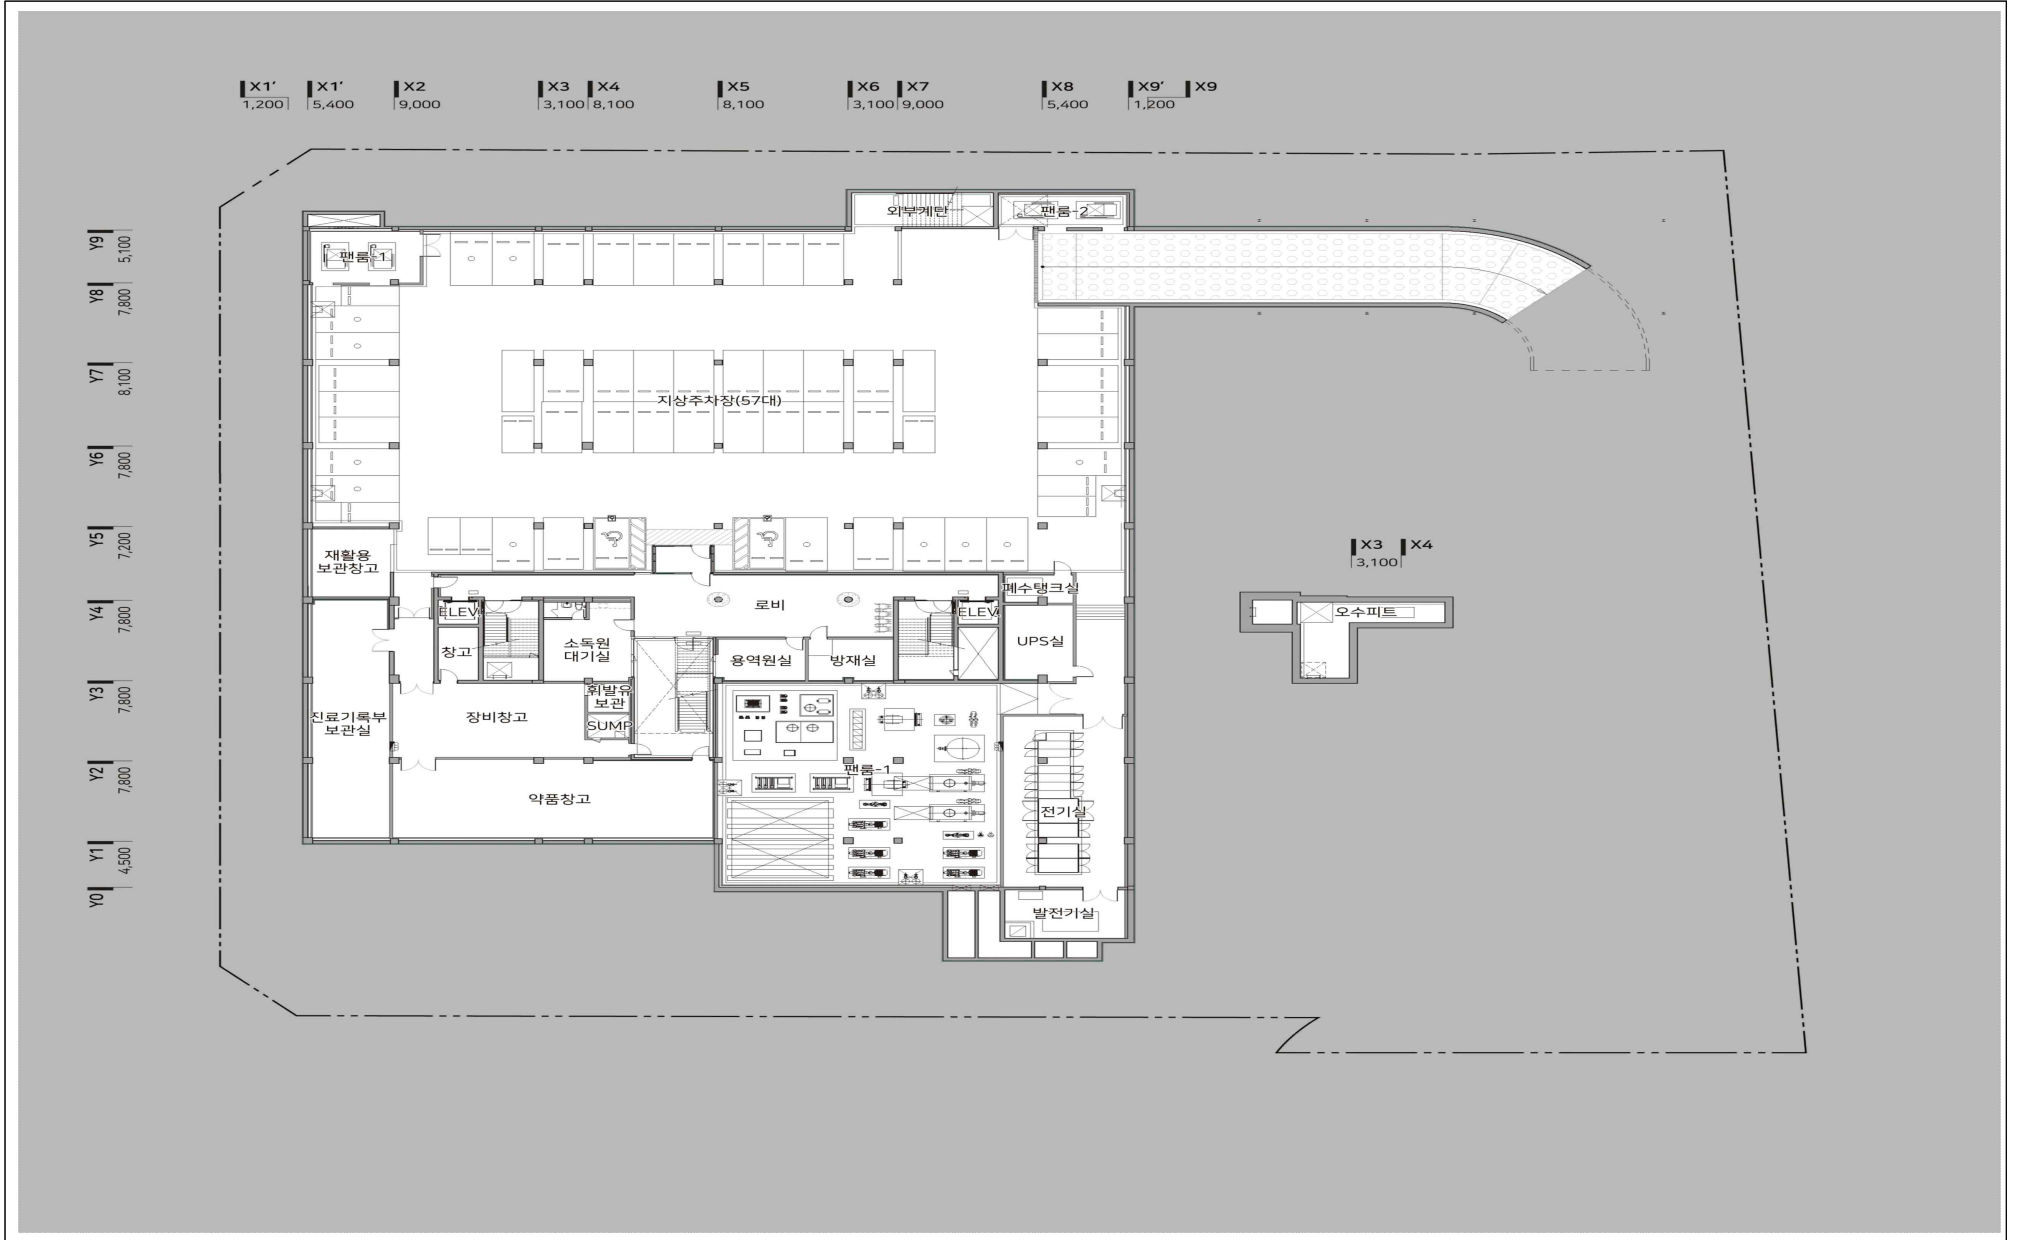 X1' X1' X2 X3 X4 X5 X6 X7 X8 X9' X9
1,200 5,400 9,000 3,100 8,100 8,100 3,100 9,000 5,400 1,200
외부계단
팬룸-2
Y9
5,100
팬룸-1
Y8
7,800
Y7
8,100
지상주차장(57대)
Y6
7,800
Y5
7,200
X3 X4
3,100
재활용
보관창고
폐수탱크실
로비
Y4
7,800
ELEV
ELEV
오수피트
소독원
대기실
UPS실
창고
용역원실
방재실
Y3
7,800
휘발유
보관
진료기록부
보관실
장비창고
SUMP
Y2
7,800
팬룸-1
약품창고
전기실
Y1
4,500
Y0
발전기실